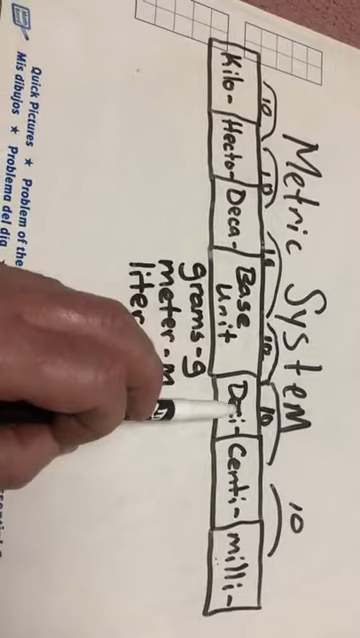 Metric System
10 10 10 10 10 10
Kilo- Hecto- Deca- Base Unit Deci- Centi- milli-
grams-g
meter-m
liter
Quick Pictures ★ Problem of the
Mis dibujos ★ Problema del día